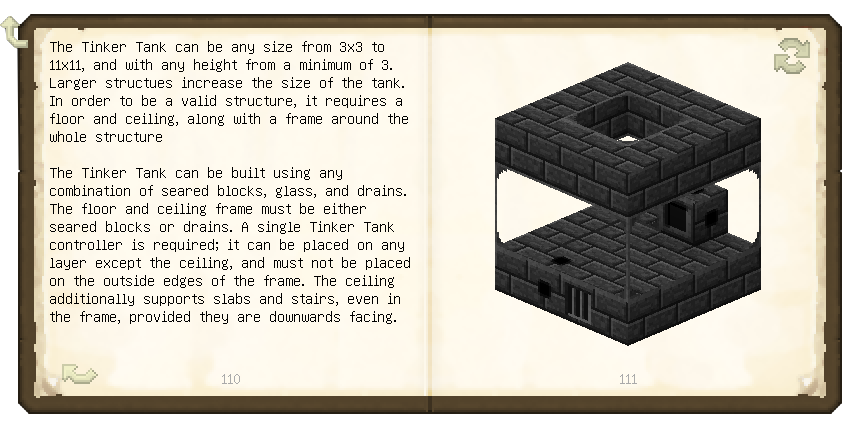 The Tinker Tank can be any size from 3x3 to
11x11, and with any height from a minimum of 3.
Larger structues increase the size of the tank.
In order to be a valid structure, it requires a
floor and ceiling, along with a frame around the
whole structure
The Tinker Tank can be built using any
combination of seared blocks, glass, and drains.
The floor and ceiling frame must be either
seared blocks or drains. A single Tinker Tank
controller is required; it can be placed on any
layer except the ceiling, and must not be placed
on the outside edges of the frame. The ceiling
additionally supports slabs and stairs, even in
the frame, provided they are downwards facing.
110
111